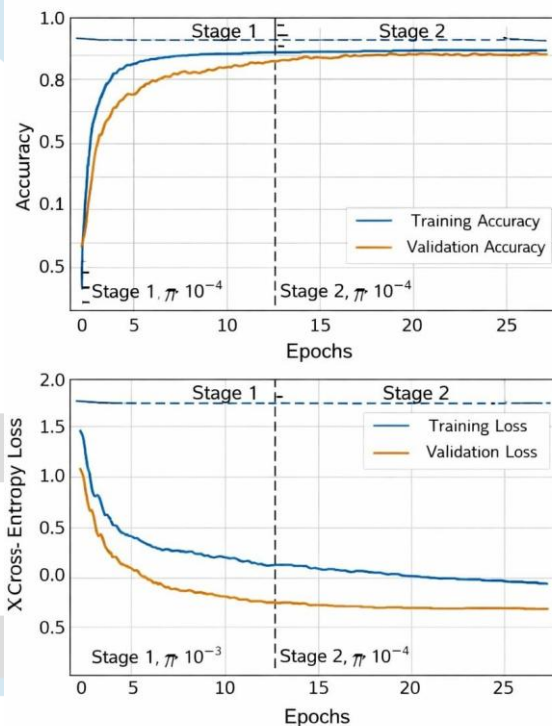 1.0
Stage 1
Stage 2
0.8
0.5
0.1
0.5
Accuuracy
Training Accuracy
Validation Accuracy
Stage 1, π· 10⁻⁴
Stage 2, π· 10⁻⁴
0 5 10 15 20 25
Epochs
2.0
Stage 1
Stage 2
1.5
1.0
0.5
0.0
0.5
X Cross- Entropy Loss
Training Loss
Validation Loss
Stage 1, π· 10⁻³
Stage 2, π· 10⁻⁴
0 5 10 15 20 25
Epochs